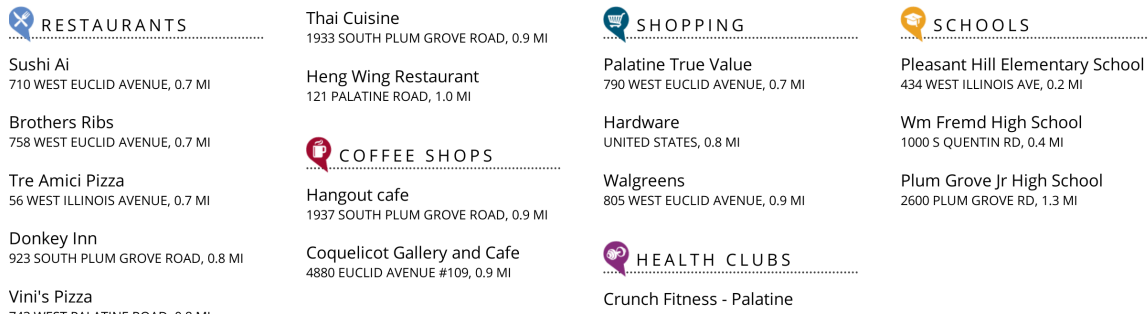 RESTAURANTS
Sushi Ai
710 WEST EUCLID AVENUE, 0.7 MI
Brothers Ribs
758 WEST EUCLID AVENUE, 0.7 MI
Tre Amici Pizza
56 WEST ILLINOIS AVENUE, 0.7 MI
Donkey Inn
923 SOUTH PLUM GROVE ROAD, 0.8 MI
Vini's Pizza
Thai Cuisine
1933 SOUTH PLUM GROVE ROAD, 0.9 MI
Heng Wing Restaurant
121 PALATINE ROAD, 1.0 MI
COFFEE SHOPS
Hangout cafe
1937 SOUTH PLUM GROVE ROAD, 0.9 MI
Coquelicot Gallery and Cafe
4880 EUCLID AVENUE #109, 0.9 MI
SHOPPING
Palatine True Value
790 WEST EUCLID AVENUE, 0.7 MI
Hardware
UNITED STATES, 0.8 MI
Walgreens
805 WEST EUCLID AVENUE, 0.9 MI
HEALTH CLUBS
Crunch Fitness - Palatine
SCHOOLS
Pleasant Hill Elementary School
434 WEST ILLINOIS AVE, 0.2 MI
Wm Fremd High School
1000 S QUENTIN RD, 0.4 MI
Plum Grove Jr High School
2600 PLUM GROVE RD, 1.3 MI